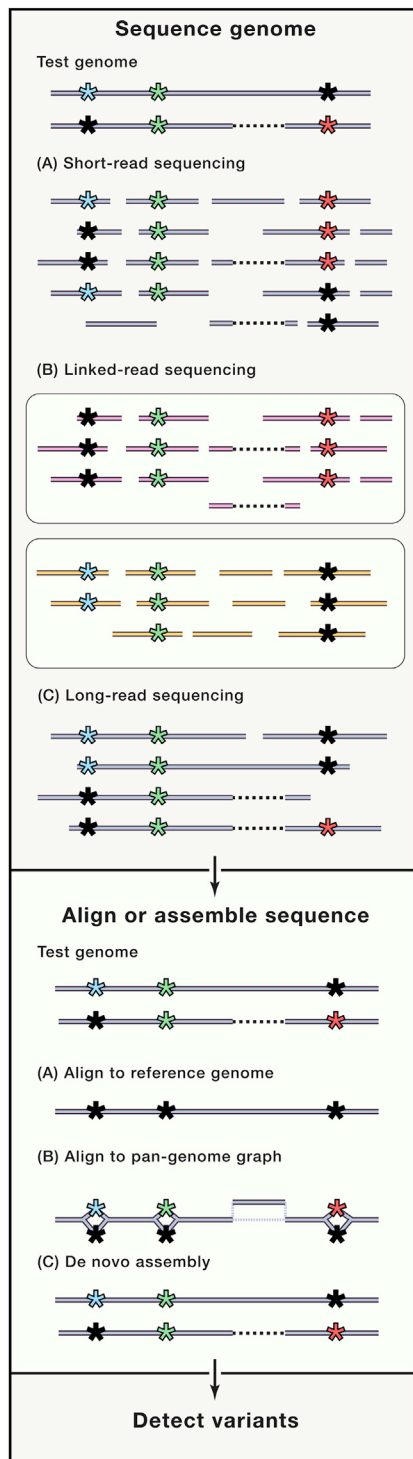 Sequence genome
Test genome
(A) Short-read sequencing
(B) Linked-read sequencing
(C) Long-read sequencing
Align or assemble sequence
Test genome
(A) Align to reference genome
(B) Align to pan-genome graph
(C) De novo assembly
Detect variants